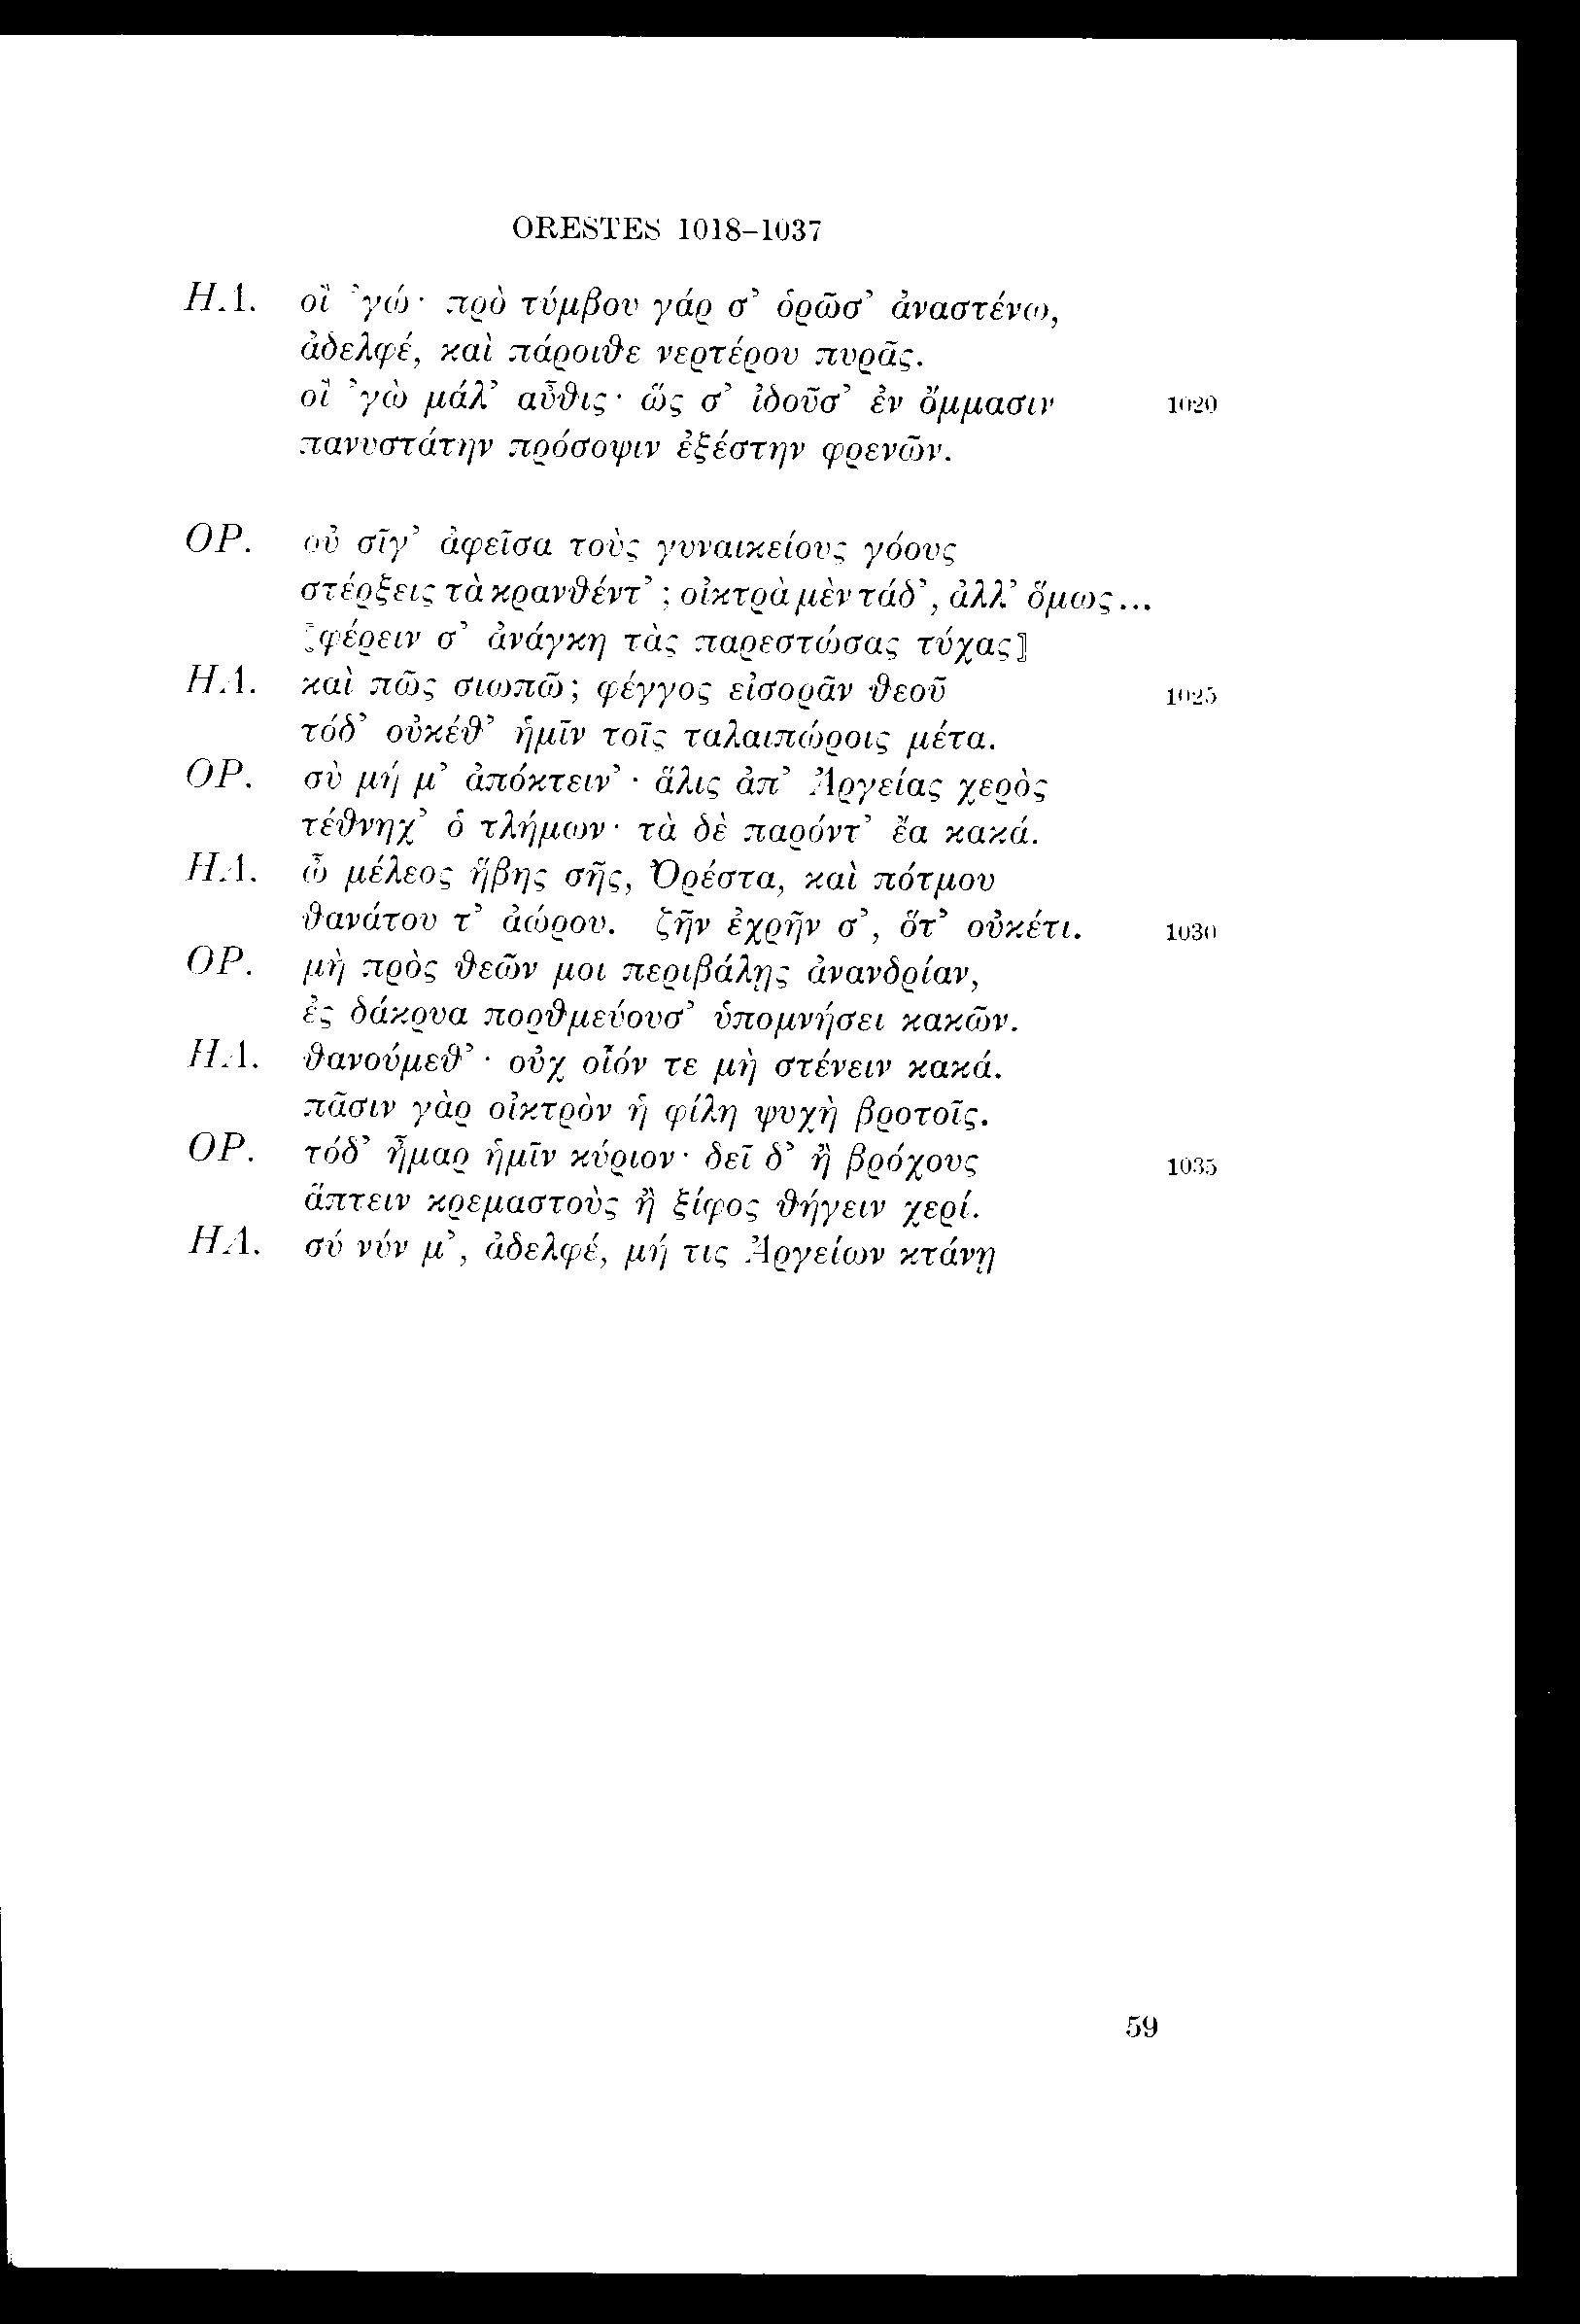 ORESTES 1018–1037
ΗΛ. οἲ ’γώ· πρὸ τύμβου γάρ σ’ ὁρῶσ’ ἀναστένω,
ἀδελφέ, καὶ πάροιθε νερτέρου πυρᾶς.
οἲ ’γὼ μάλ’ αὖθις· ὥς σ’ ἰδοῦσ’ ἐν ὄμμασιν 1020
πανυστάτην πρόσοψιν ἐξέστην φρενῶν.
ΟΡ. οὐ σῖγ’ ἀφεῖσα τοὺς γυναικείους γόους
στέρξεις τὰ κρανθέντ’; οἰκτρὰ μὲν τάδ’, ἀλλ’ ὅμως...
⟦φέρειν σ’ ἀνάγκη τὰς παρεστώσας τύχας⟧
ΗΛ. καὶ πῶς σιωπῶ; φέγγος εἰσορᾶν θεοῦ 1025
τόδ’ οὐκέθ’ ἡμῖν τοῖς ταλαιπώροις μέτα.
ΟΡ. σὺ μή μ’ ἀπόκτειν’· ἅλις ἀπ’ Ἀργείας χερὸς
τέθνηχ’ ὁ τλήμων· τὰ δὲ παρόντ’ ἔα κακά.
ΗΛ. ὦ μέλεος ἥβης σῆς, Ὀρέστα, καὶ πότμου
θανάτου τ’ ἀώρου. ζῆν ἐχρῆν σ’, ὅτ’ οὐκέτι. 1030
ΟΡ. μὴ πρὸς θεῶν μοι περιβάλῃς ἀνανδρίαν,
ἐς δάκρυα πορθμεύουσ’ ὑπομνήσει κακῶν.
ΗΛ. θανούμεθ’· οὐχ οἷόν τε μὴ στένειν κακά.
πᾶσιν γὰρ οἰκτρὸν ἡ φίλη ψυχὴ βροτοῖς.
ΟΡ. τόδ’ ἦμαρ ἡμῖν κύριον· δεῖ δ’ ἢ βρόχους 1035
ἅπτειν κρεμαστοὺς ἢ ξίφος θήγειν χερί.
ΗΛ. σύ νύν μ’, ἀδελφέ, μή τις Ἀργείων κτάνῃ
59